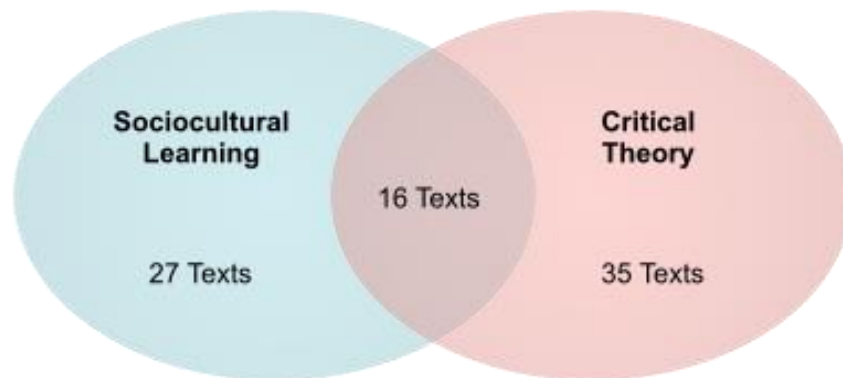 Sociocultural
Learning
Critical
Theory
16 Texts
27 Texts
35 Texts